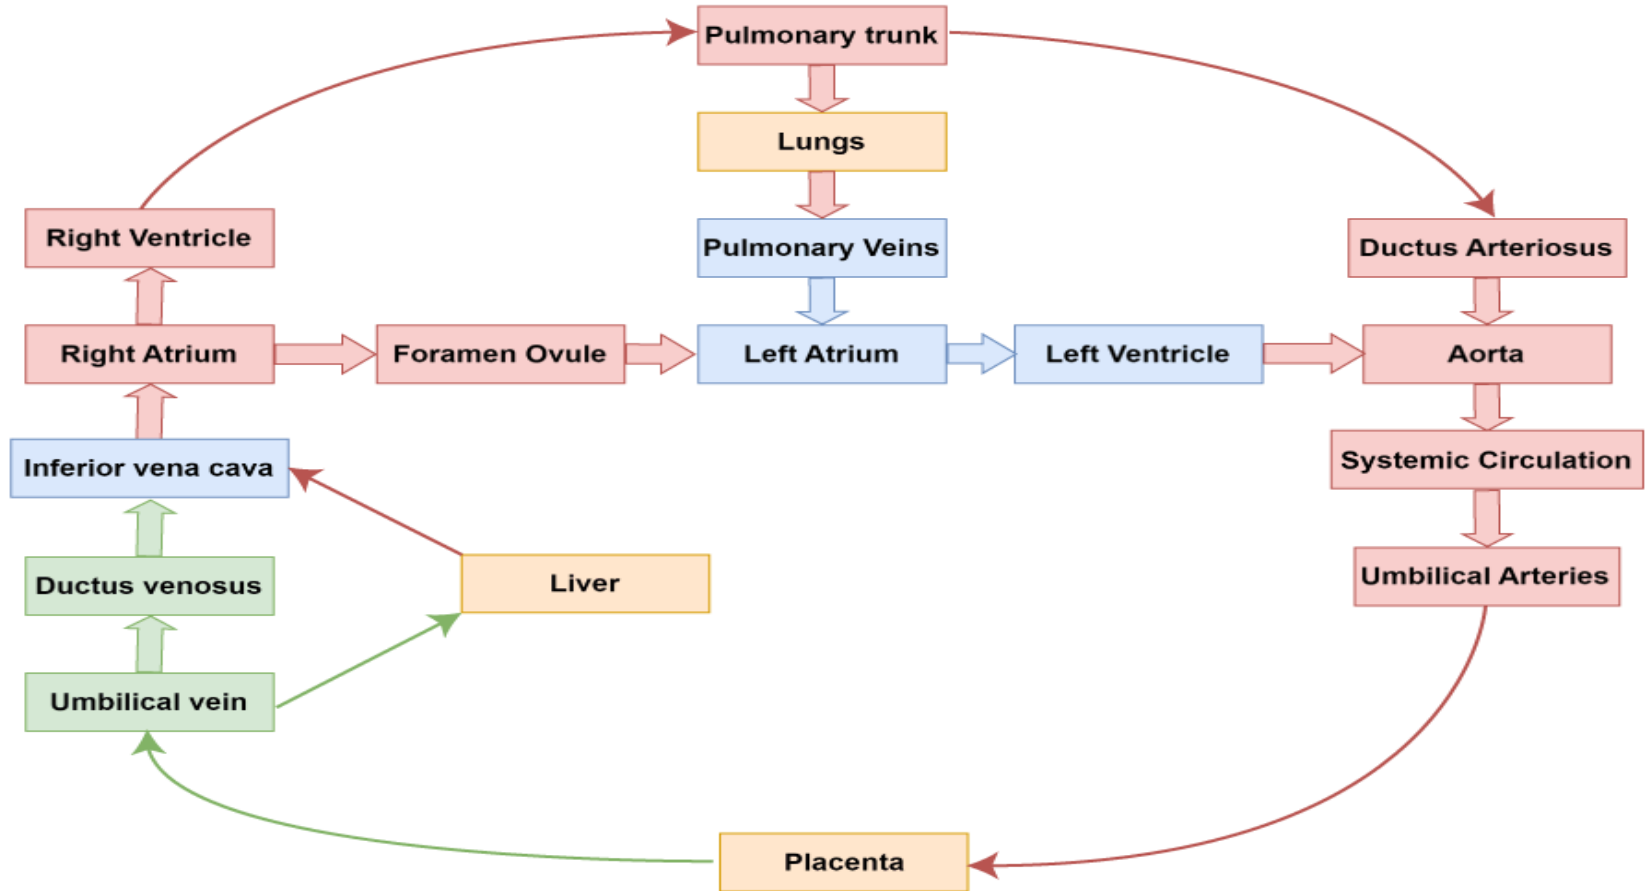 Pulmonary trunk
Lungs
Right Ventricle
Pulmonary Veins
Ductus Arteriosus
Right Atrium
Foramen Ovule
Left Atrium
Left Ventricle
Aorta
Inferior vena cava
Systemic Circulation
Ductus venosus
Liver
Umbilical Arteries
Umbilical vein
Placenta